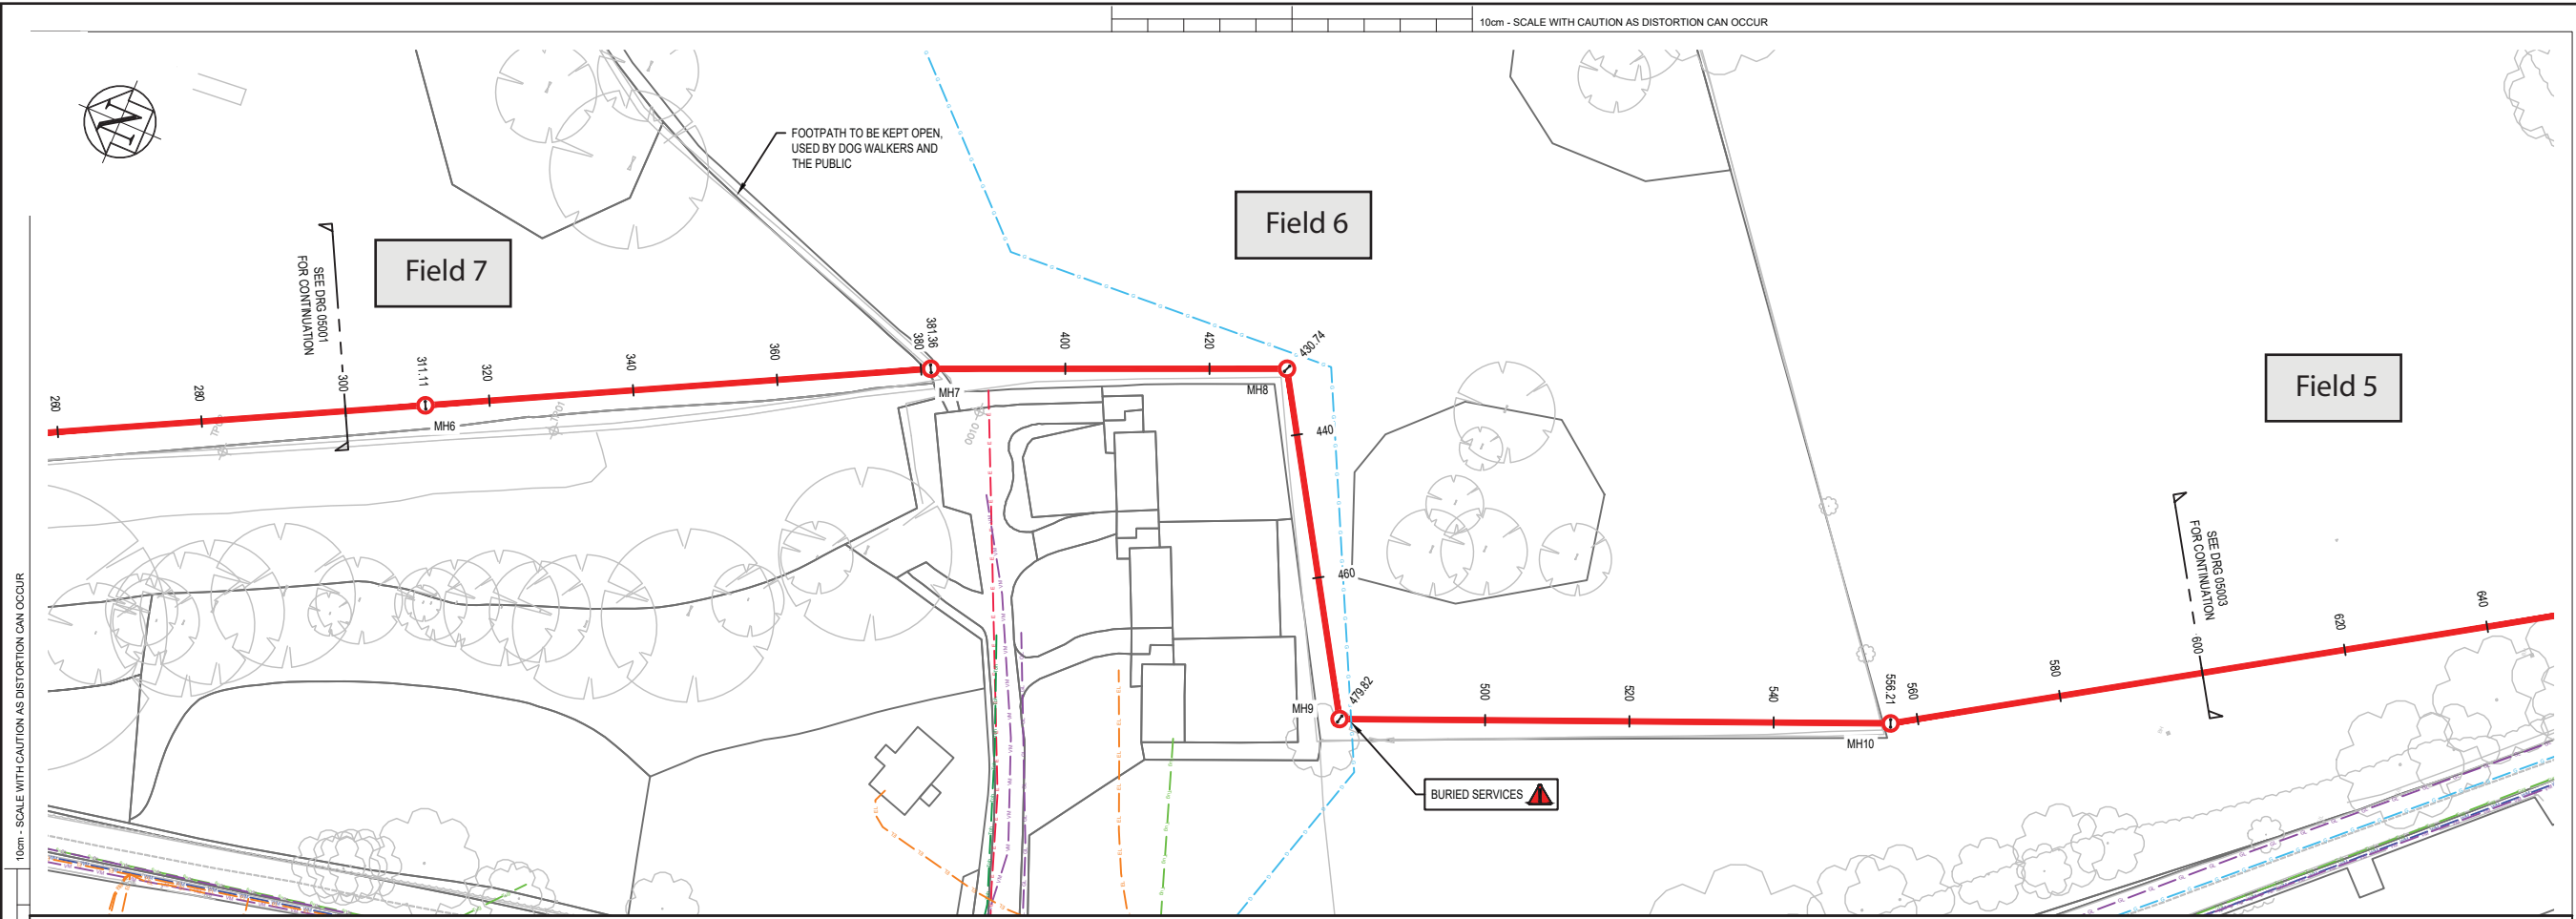 10cm - SCALE WITH CAUTION AS DISTORTION CAN OCCUR
N
FOOTPATH TO BE KEPT OPEN,
USED BY DOG WALKERS AND
THE PUBLIC
Field 6
Field 7
SEE DRG 05001
FOR CONTINUATION
Field 5
260
280
300
311.11
320
340
360
380
381.36
400
420
430.74
MH6
MH7
MH8
440
460
479.82
MH9
500
520
540
556.21
560
MH10
580
600
620
640
SEE DRG 05003
FOR CONTINUATION
BURIED SERVICES
10cm - SCALE WITH CAUTION AS DISTORTION CAN OCCUR